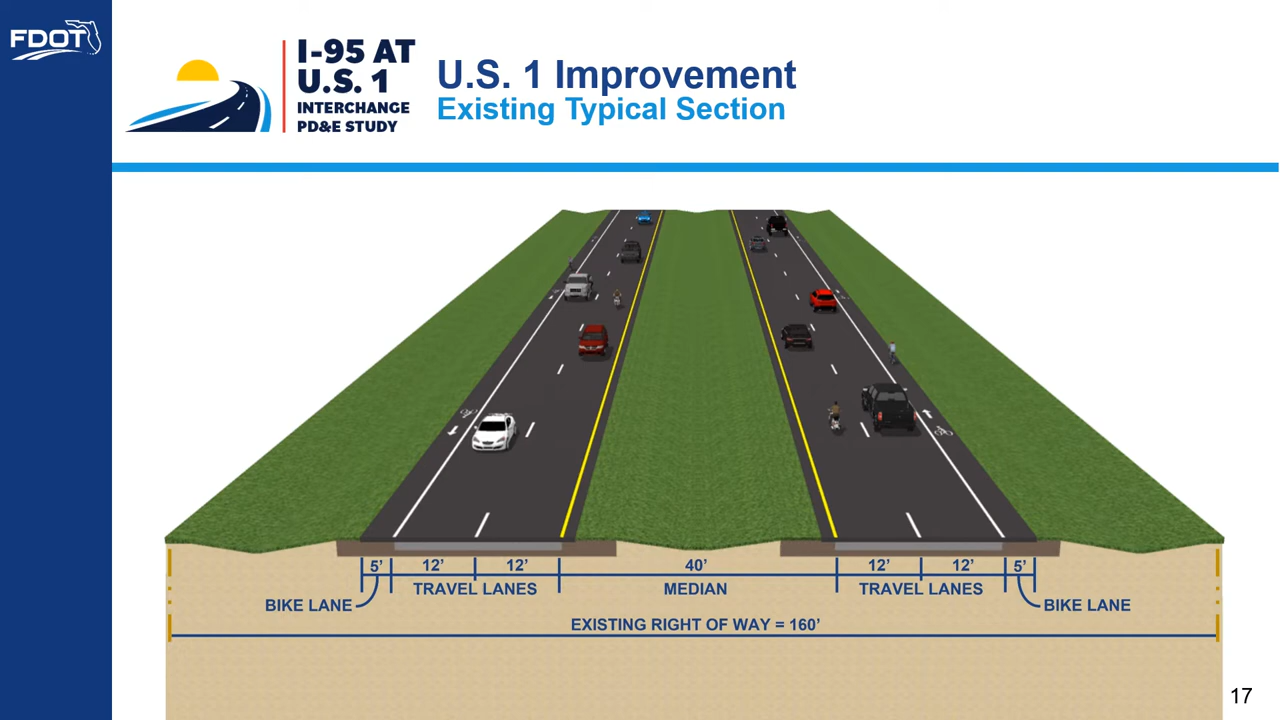 FDOT
I-95 AT
U.S. 1
INTERCHANGE
PD&E STUDY
U.S. 1 Improvement
Existing Typical Section
5’ 12’ 12’ 40’ 12’ 12’ 5’
TRAVEL LANES MEDIAN TRAVEL LANES
BIKE LANE BIKE LANE
EXISTING RIGHT OF WAY = 160’
17